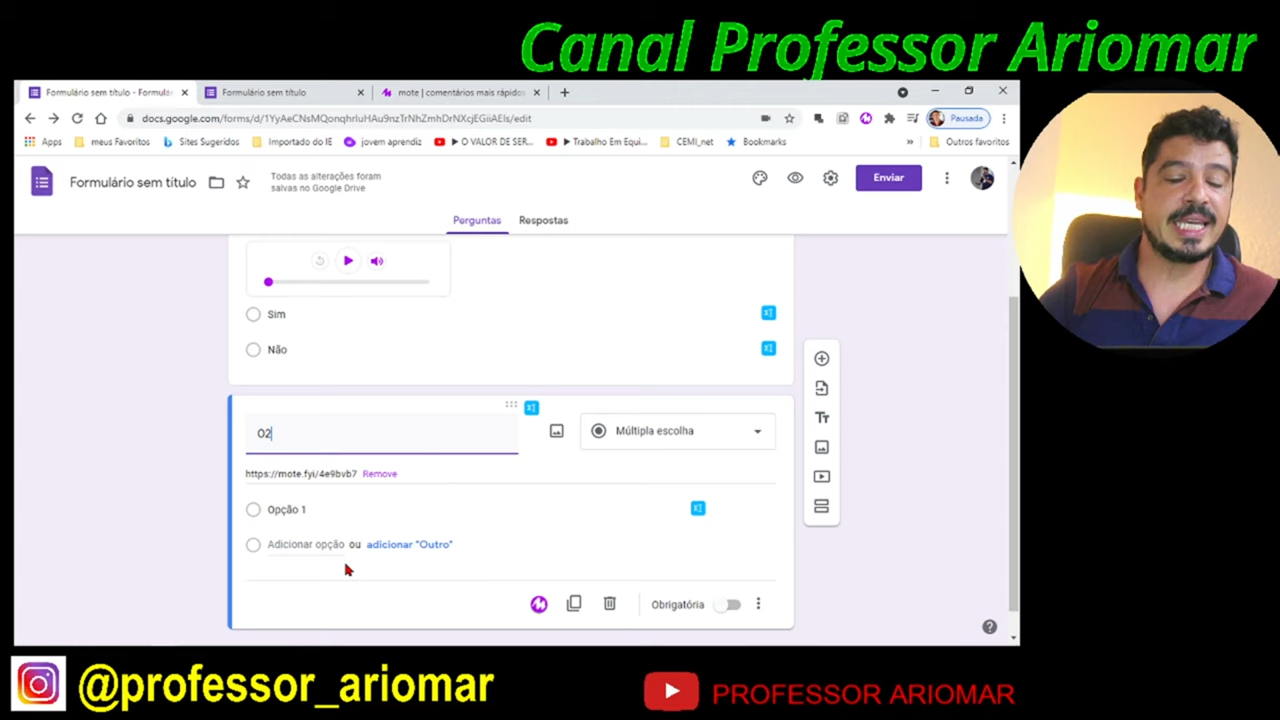 Canal Professor Ariomar
Formulário sem título - Formulá
Formulário sem título
mote | comentários mais rápidos
docs.google.com/forms/d/1YyAeCNsMQonqhrIuHAu9nzTrNhZmhDrNXcjEGiiAEIs/edit
Pausada
Apps
meus Favoritos
Sites Sugeridos
Importado do IE
jovem aprendiz
O VALOR DE SER...
Trabalho Em Equi...
CEMI_net
Bookmarks
»
Outros favoritos
Formulário sem título
Todas as alterações foram
salvas no Google Drive
Enviar
Perguntas
Respostas
Sim
Não
02
Múltipla escolha
https://mote.fyi/4e9bvb7 Remove
Opção 1
Adicionar opção ou adicionar "Outro"
Obrigatória
@professor_ariomar
PROFESSOR ARIOMAR